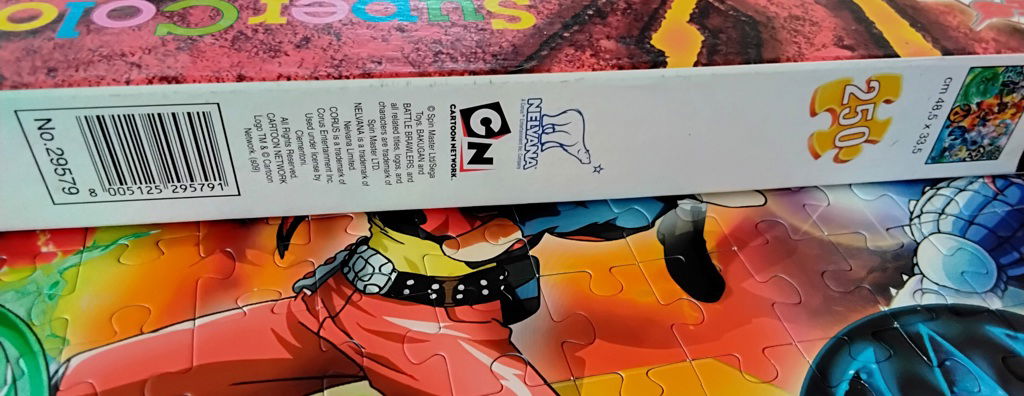 SuperColo
250
cm 48,5 x 33,5
NELVANA
CARTOON NETWORK.
CN
© Spin Master Ltd/Sega
Toys. BAKUGAN and
BATTLE BRAWLERS, and
all related titles, logos, and
characters are trademark of
Spin Master LTD.
NELVANA is a trademark of
Nelvana Limited.
CORUS is a trademark of
Corus Entertainment Inc.
Used under license by
Clementoni.
All Rights Reserved.
CARTOON NETWORK
Logo TM & © Cartoon
Network (s09)
8 005125 295791
No. 29579